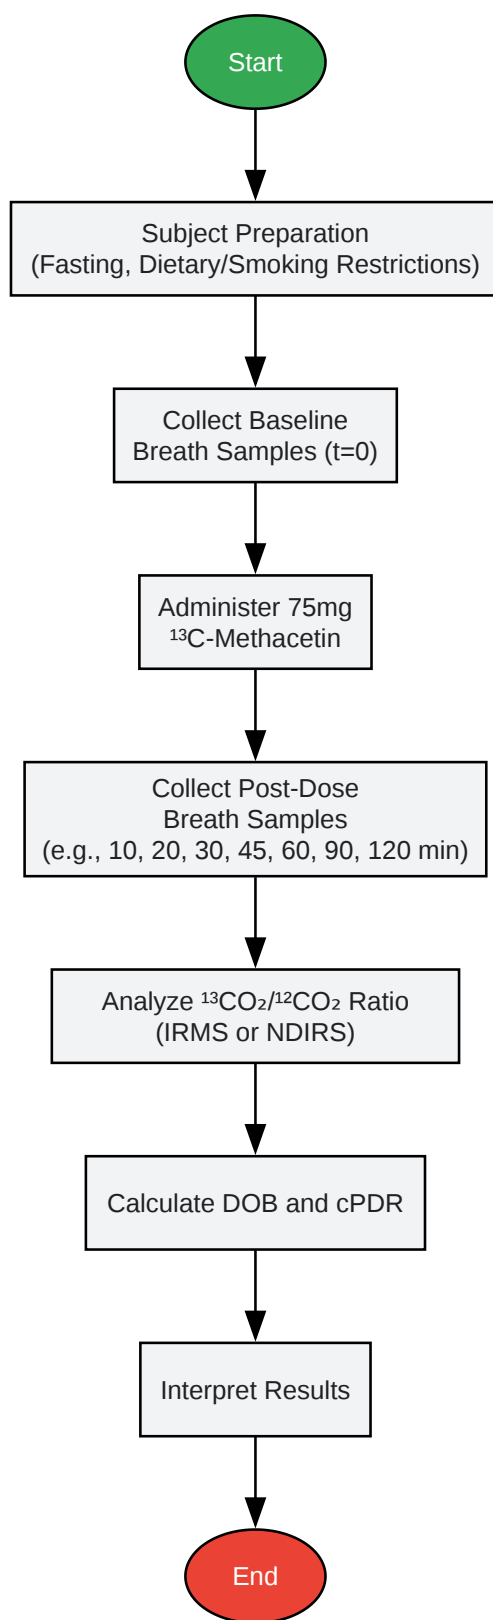 Start
Subject Preparation
(Fasting, Dietary/Smoking Restrictions)
Collect Baseline
Breath Samples (t=0)
Administer 75mg
¹³C-Methacetin
Collect Post-Dose
Breath Samples
(e.g., 10, 20, 30, 45, 60, 90, 120 min)
Analyze ¹³CO₂/¹²CO₂ Ratio
(IRMS or NDIRS)
Calculate DOB and cPDR
Interpret Results
End